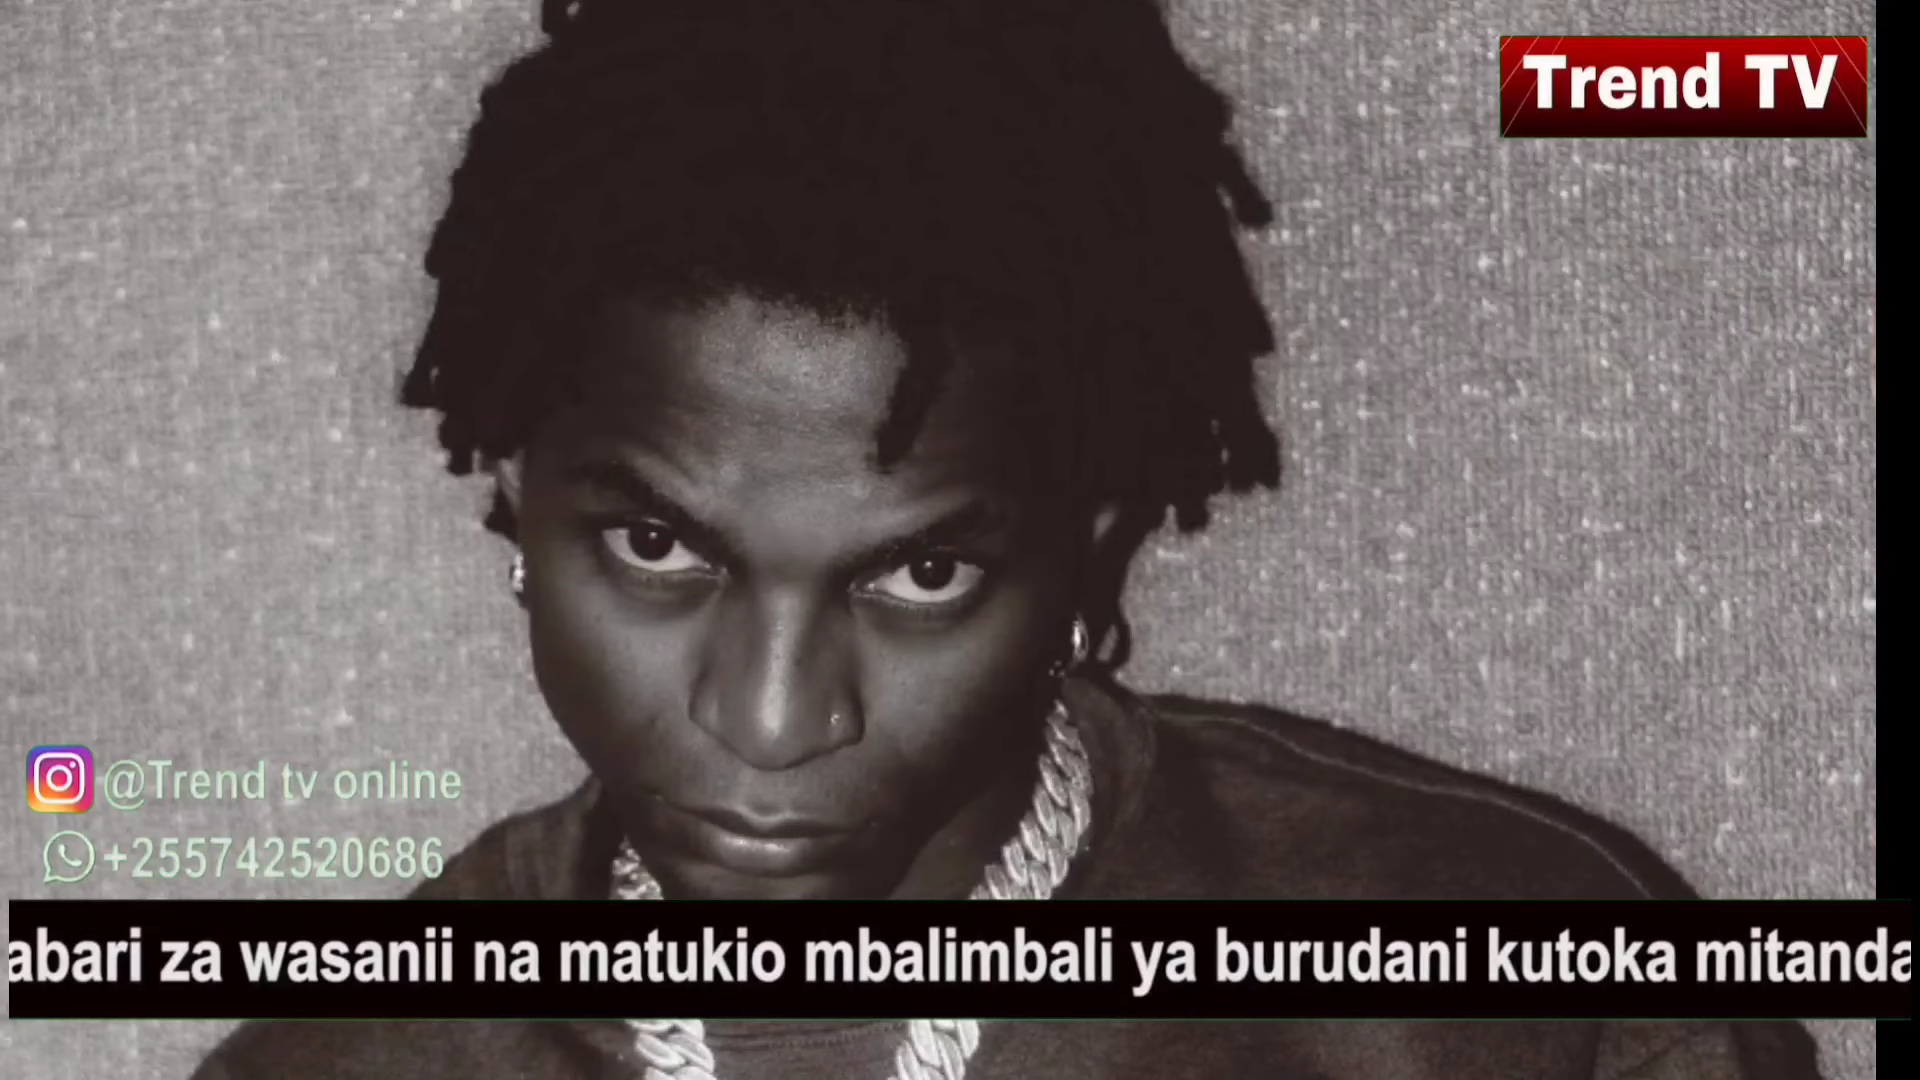 Trend TV
@Trend tv online
+255742520686
abari za wasanii na matukio mbalimbali ya burudani kutoka mitanda